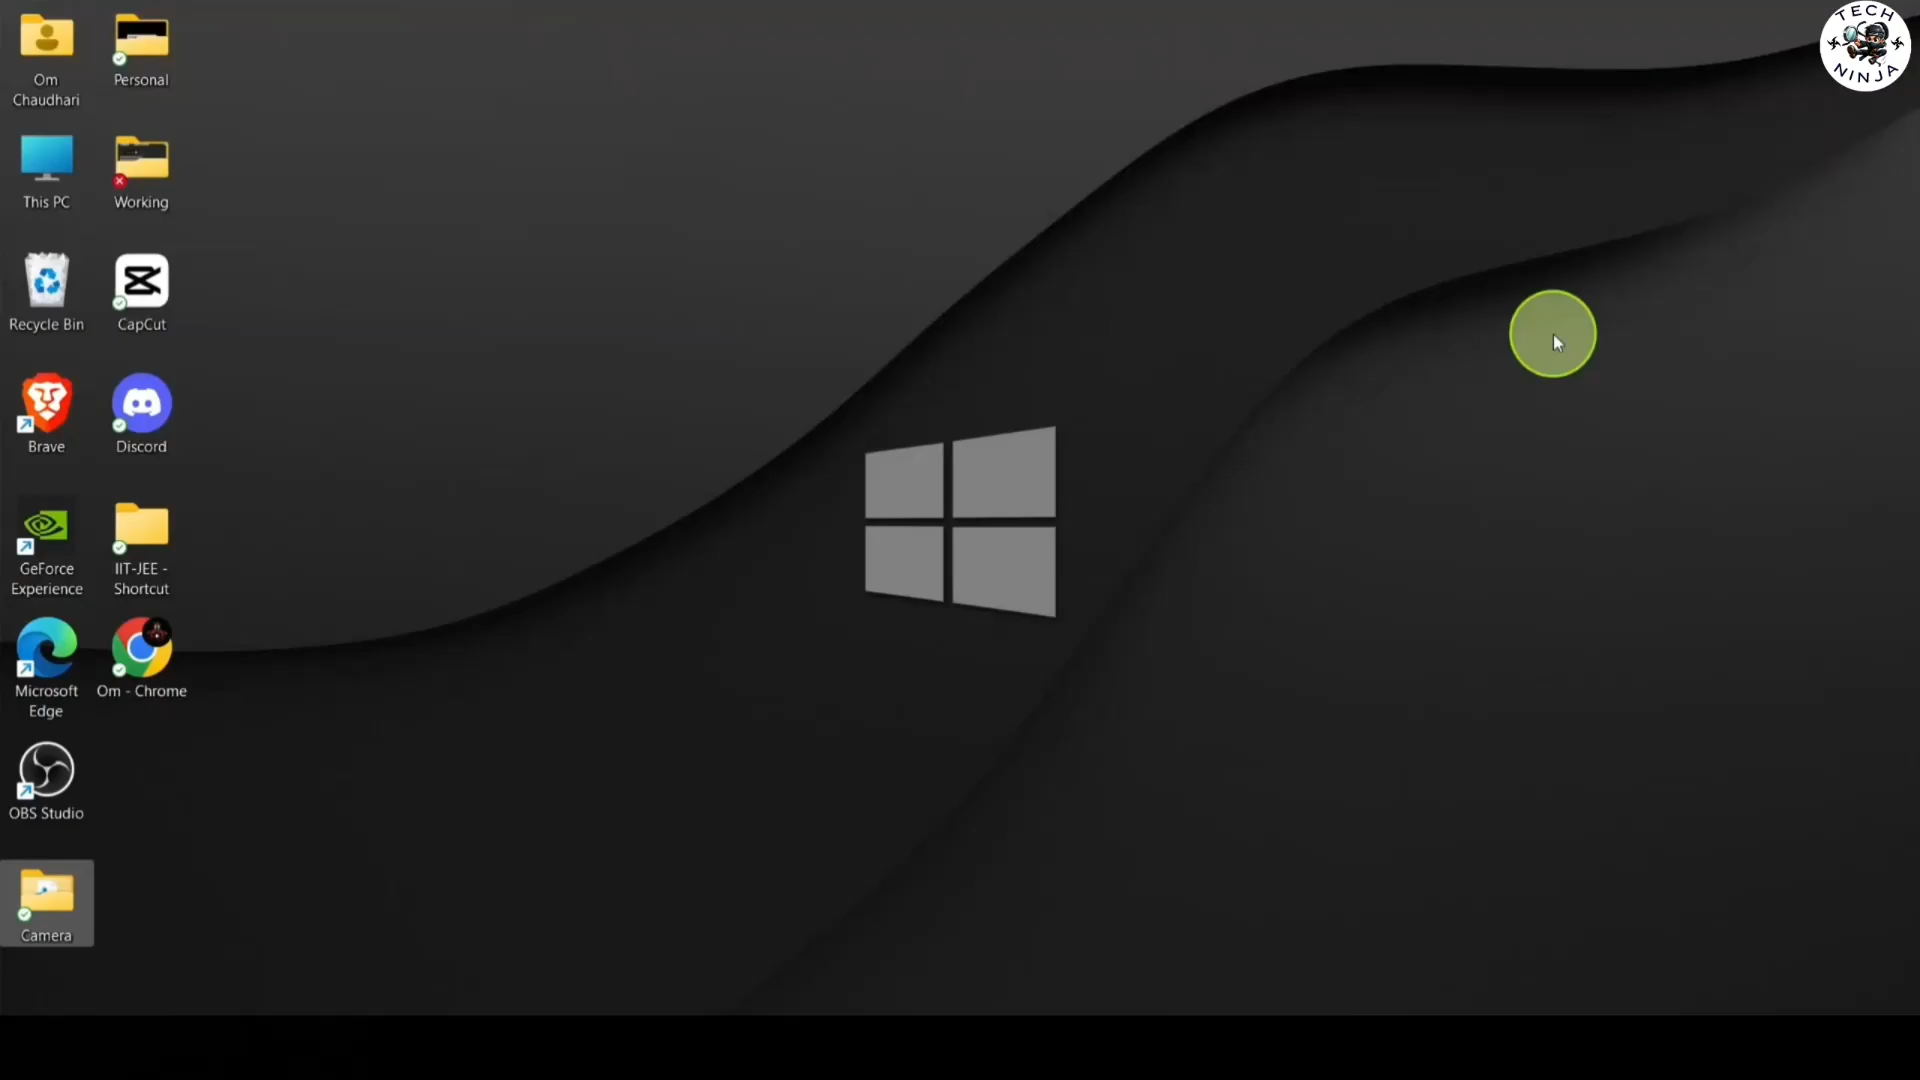 TECH
NINJA
Om
Chaudhari
Personal
This PC
Working
Recycle Bin
CapCut
Brave
Discord
GeForce
Experience
IIT-JEE -
Shortcut
Microsoft
Edge
Om - Chrome
OBS Studio
Camera